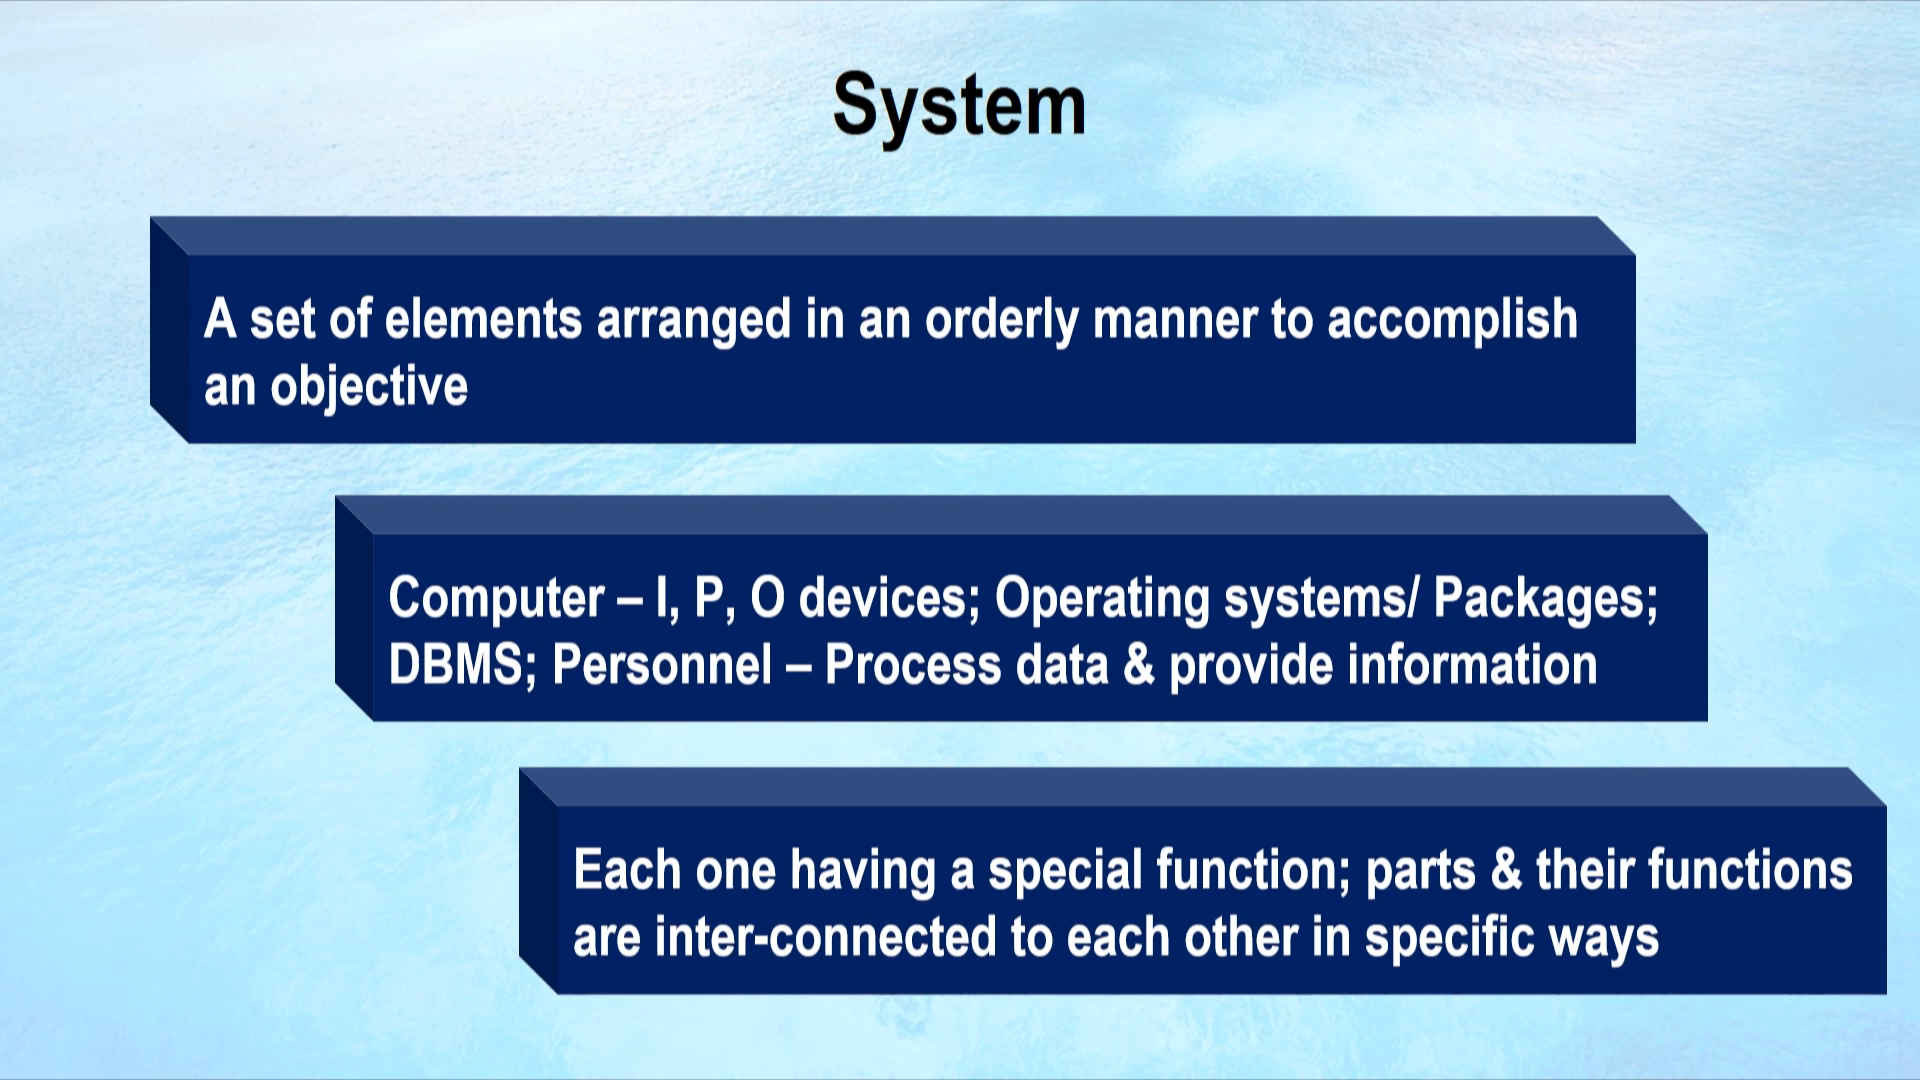 System
A set of elements arranged in an orderly manner to accomplish
an objective
Computer – I, P, O devices; Operating systems/ Packages;
DBMS; Personnel – Process data & provide information
Each one having a special function; parts & their functions
are inter-connected to each other in specific ways